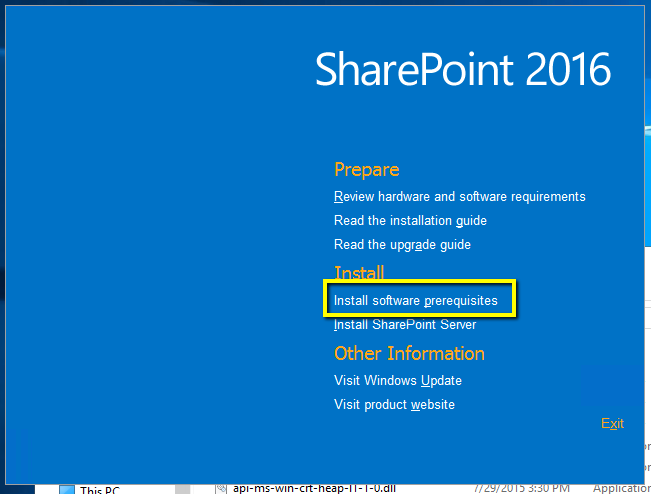 SharePoint 2016
Prepare
Review hardware and software requirements
Read the installation guide
Read the upgrade guide
Install
Install software prerequisites
Install SharePoint Server
Other Information
Visit Windows Update
Visit product website
Exit
This PC api-ms-win-crt-heap-l1-1-0.dll 7/29/2015 3:30 PM Application